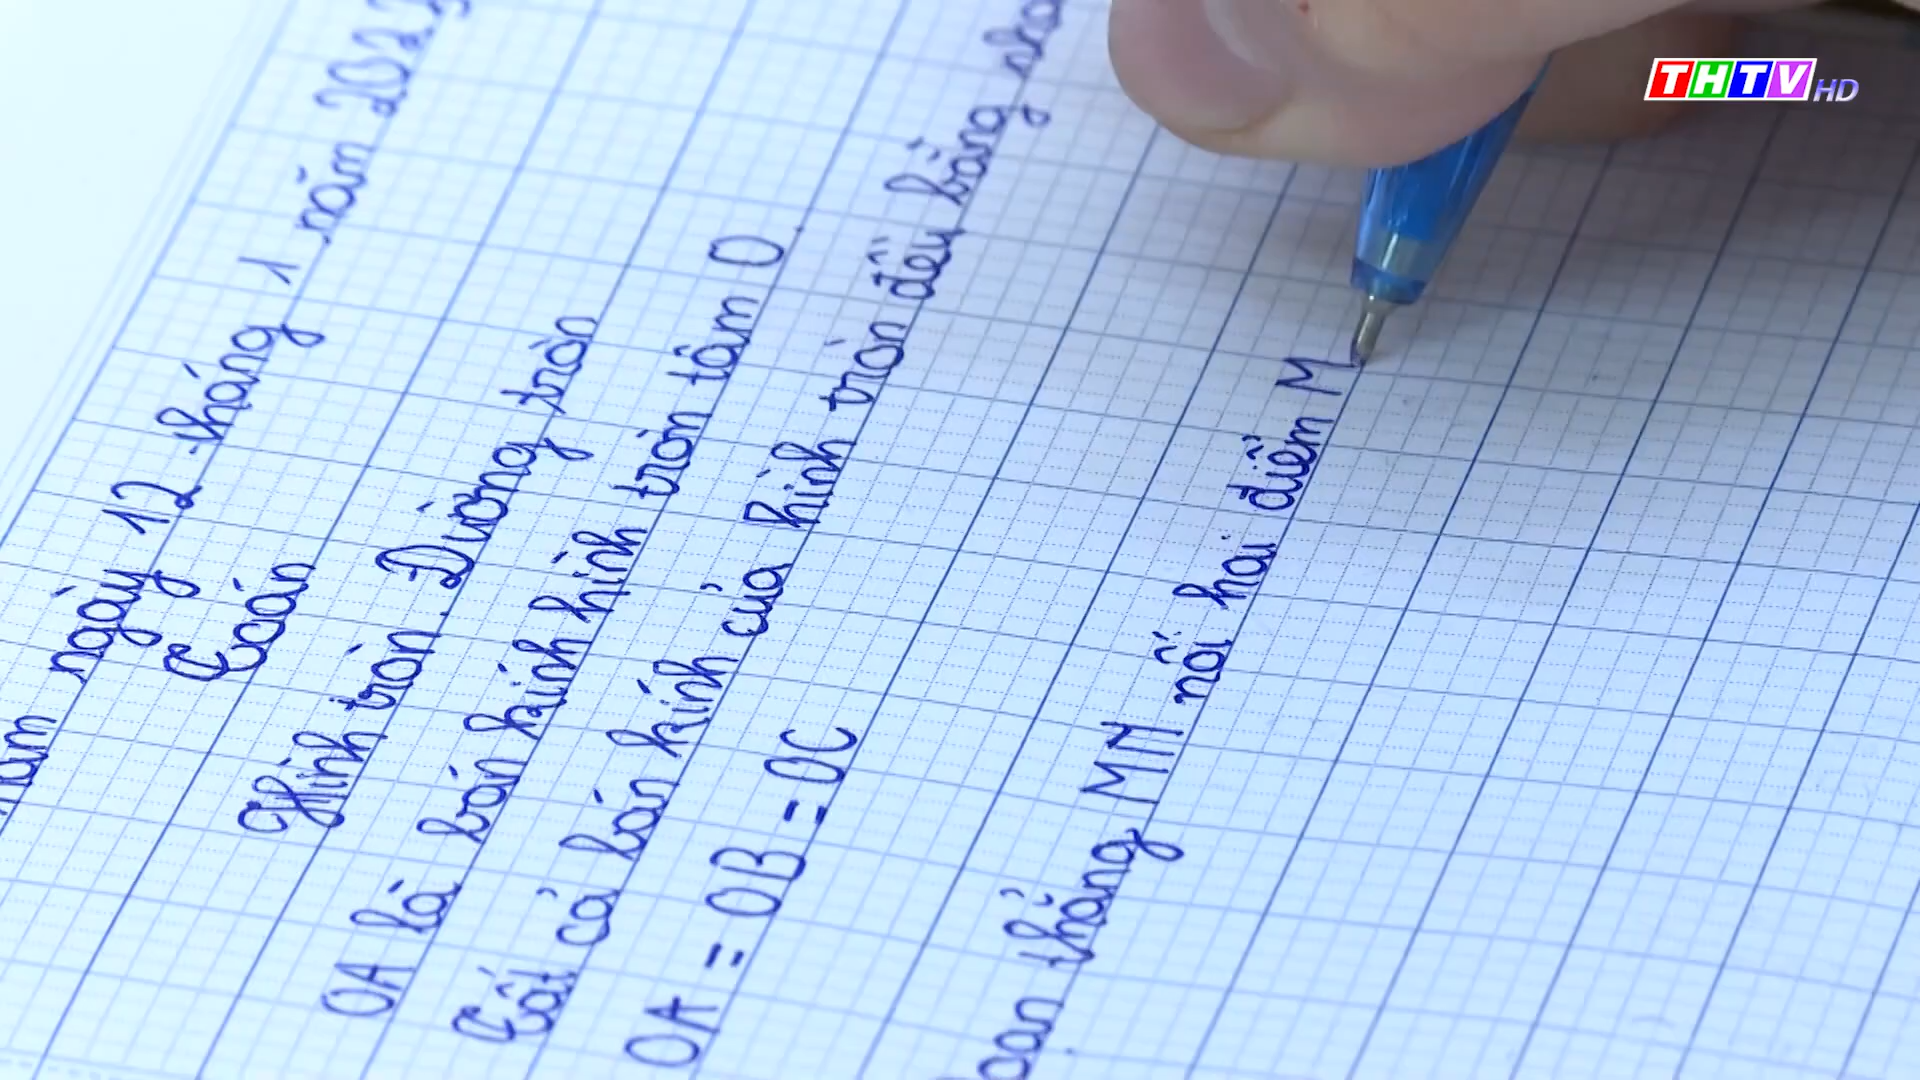 ngày 12 tháng 1 năm 2023
Toán
Hình tròn. Đường tròn
OA là bán kính hình tròn tâm O.
Tất cả bán kính của hình tròn đều bằng
OA = OB = OC
thẳng MN nối hai điểm M
THTV HD